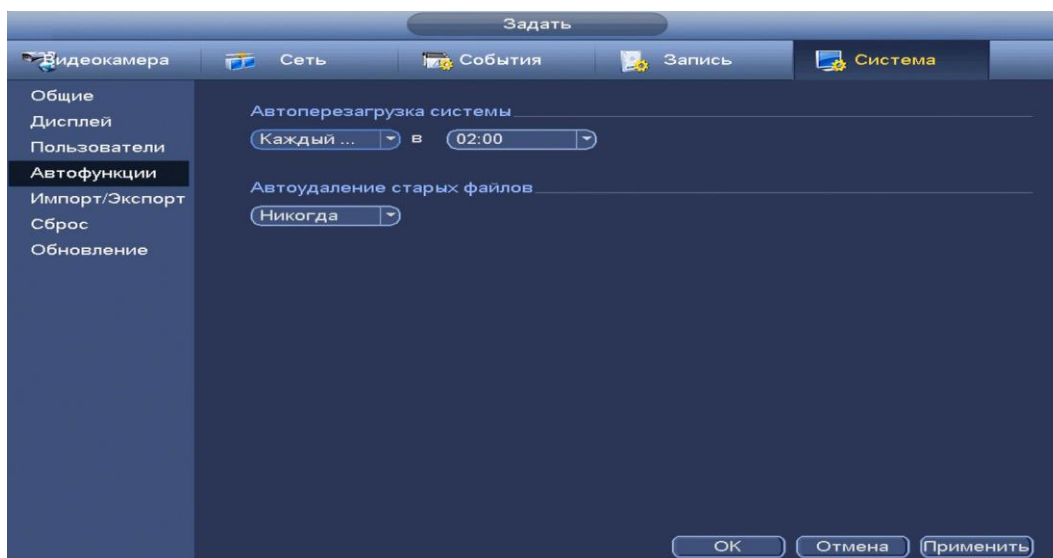 Задать
Видеокамера Сеть События Запись Система
Общие
Дисплей
Пользователи
Автофункции
Импорт/Экспорт
Сброс
Обновление
Автоперезагрузка системы
Каждый ... в 02:00
Автоудаление старых файлов
Никогда
OK Отмена Применить